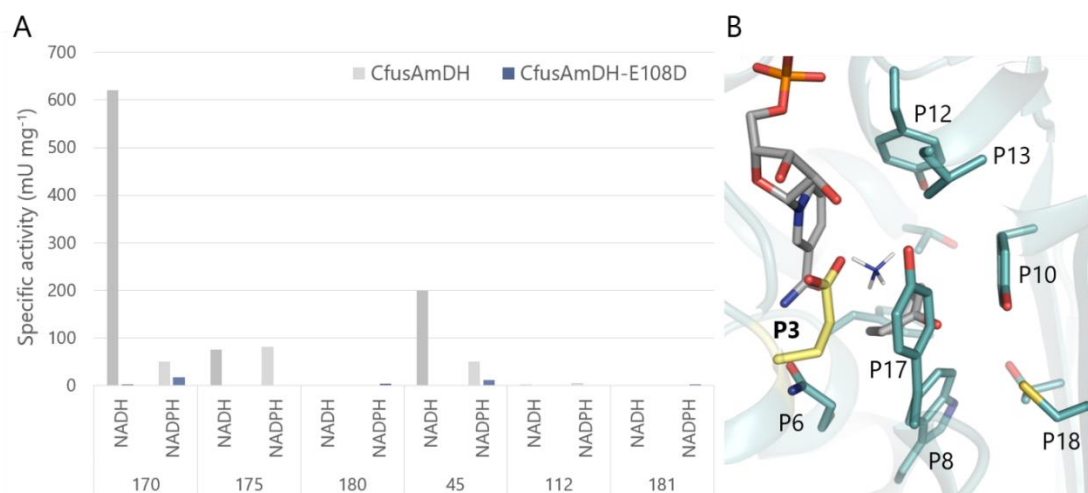 A
Specific activity (mU mg⁻¹)
700
600
500
400
300
200
100
0
CfusAmDH CfusAmDH-E108D
NADH NADPH NADH NADPH NADH NADPH NADH NADPH NADH NADPH NADH NADPH
170 175 180 45 112 181
B
P12
P13
P10
P3
P17
P6
P18
P8